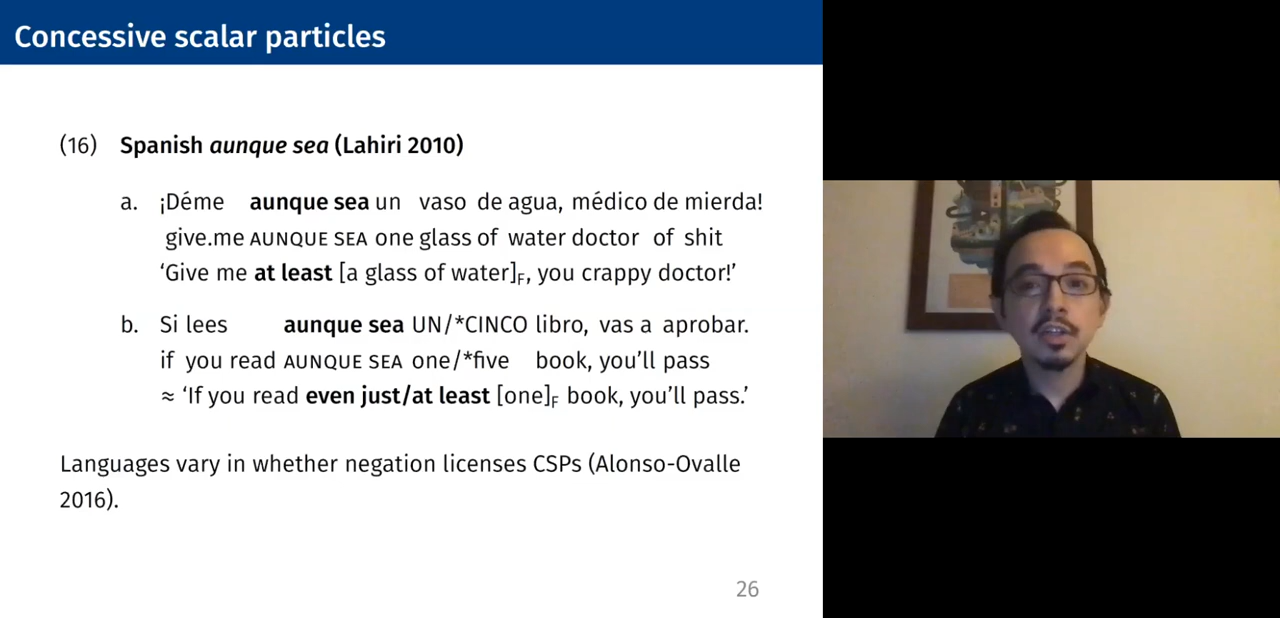 Concessive scalar particles
(16) Spanish aunque sea (Lahiri 2010)
a. ¡Déme aunque sea un vaso de agua, médico de mierda!
give.me AUNQUE SEA one glass of water doctor of shit
‘Give me at least [a glass of water]F, you crappy doctor!’
b. Si lees aunque sea UN/*CINCO libro, vas a aprobar.
if you read AUNQUE SEA one/*five book, you’ll pass
≈ ‘If you read even just/at least [one]F book, you’ll pass.’
Languages vary in whether negation licenses CSPs (Alonso-Ovalle
2016).
26